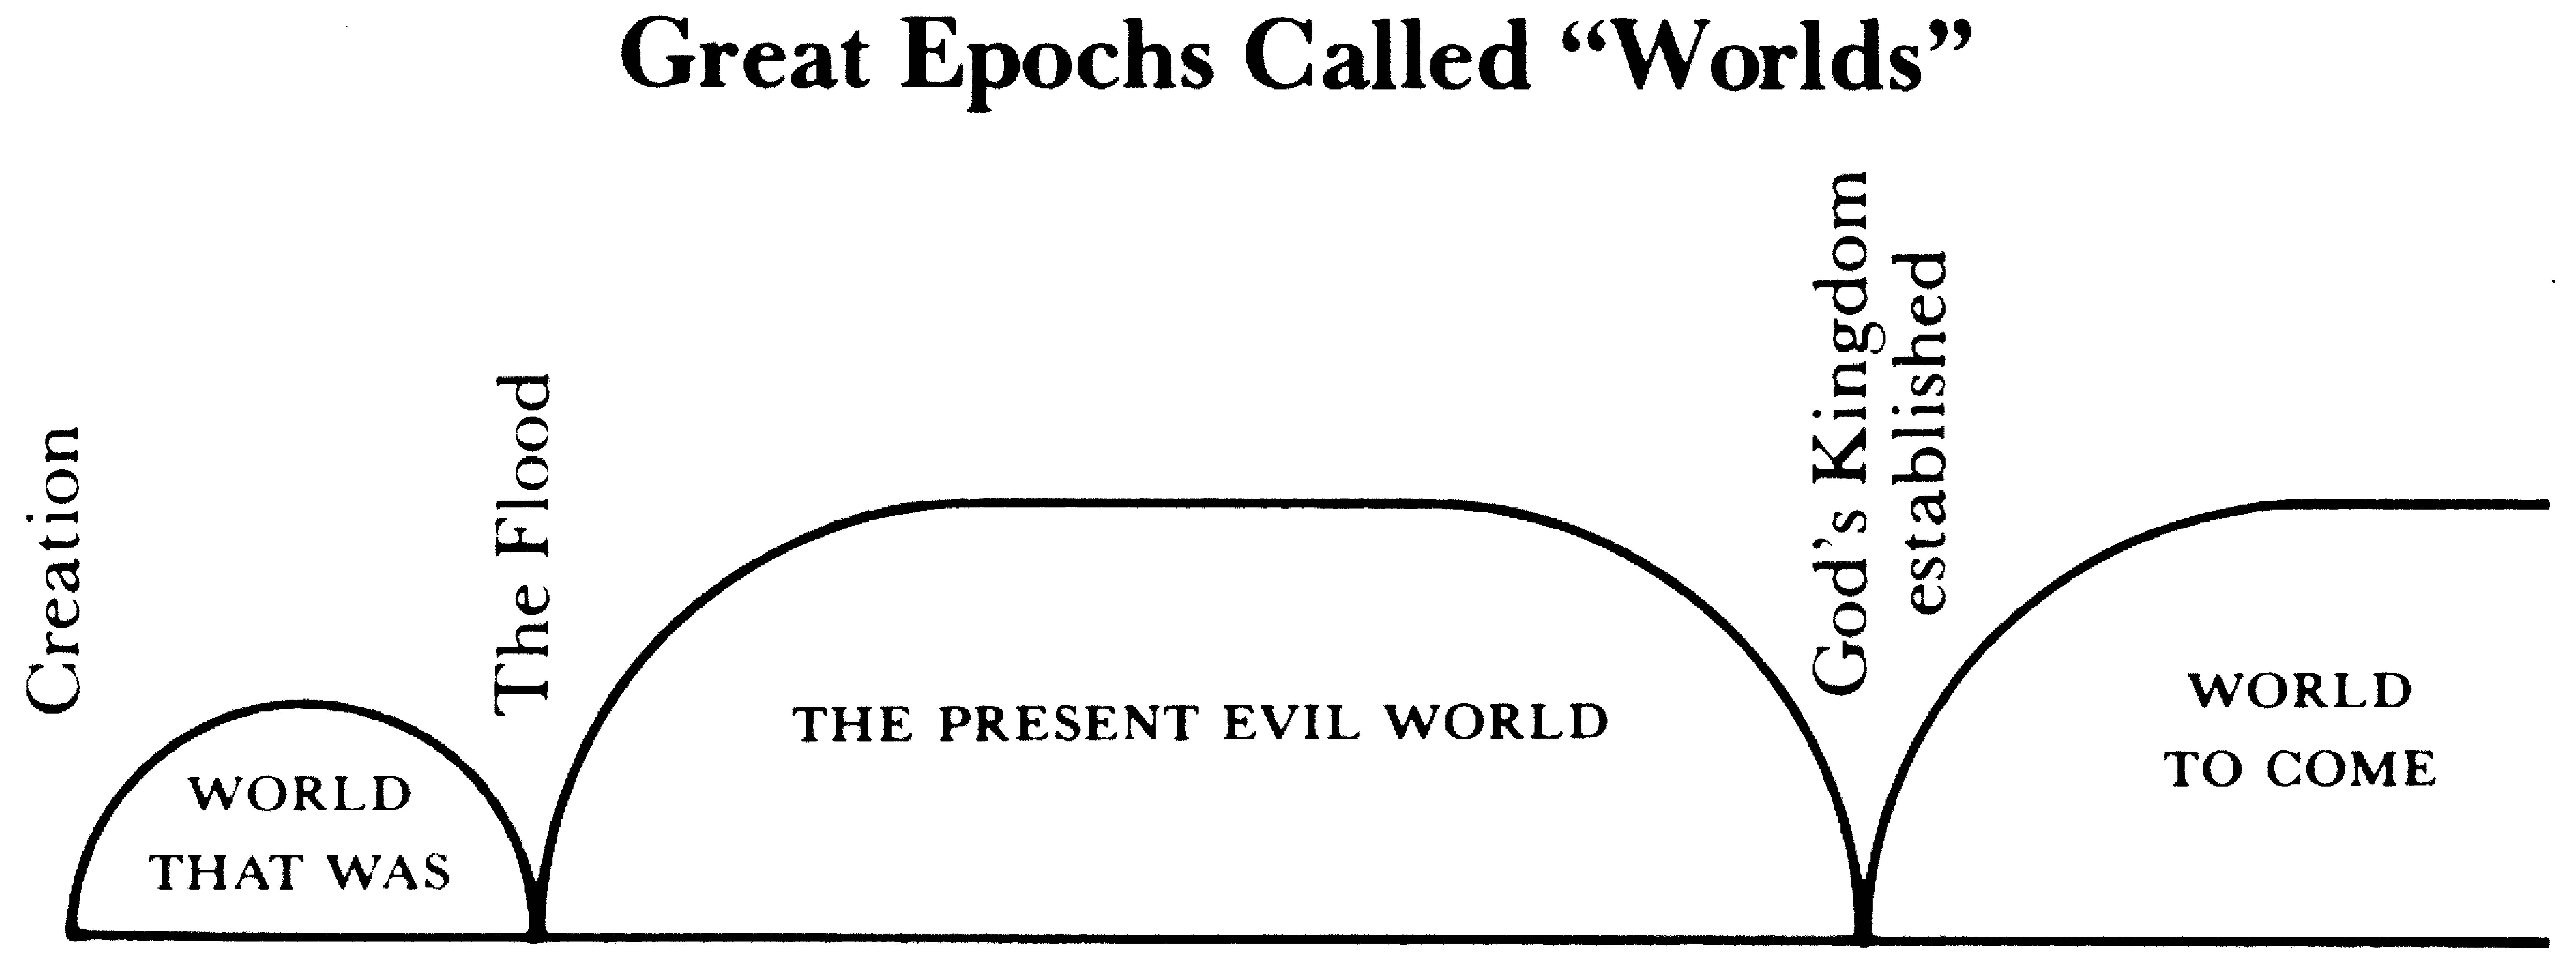 Great Epochs Called “Worlds”
Creation
The Flood
God’s Kingdom
established
WORLD
THAT WAS
THE PRESENT EVIL WORLD
WORLD
TO COME